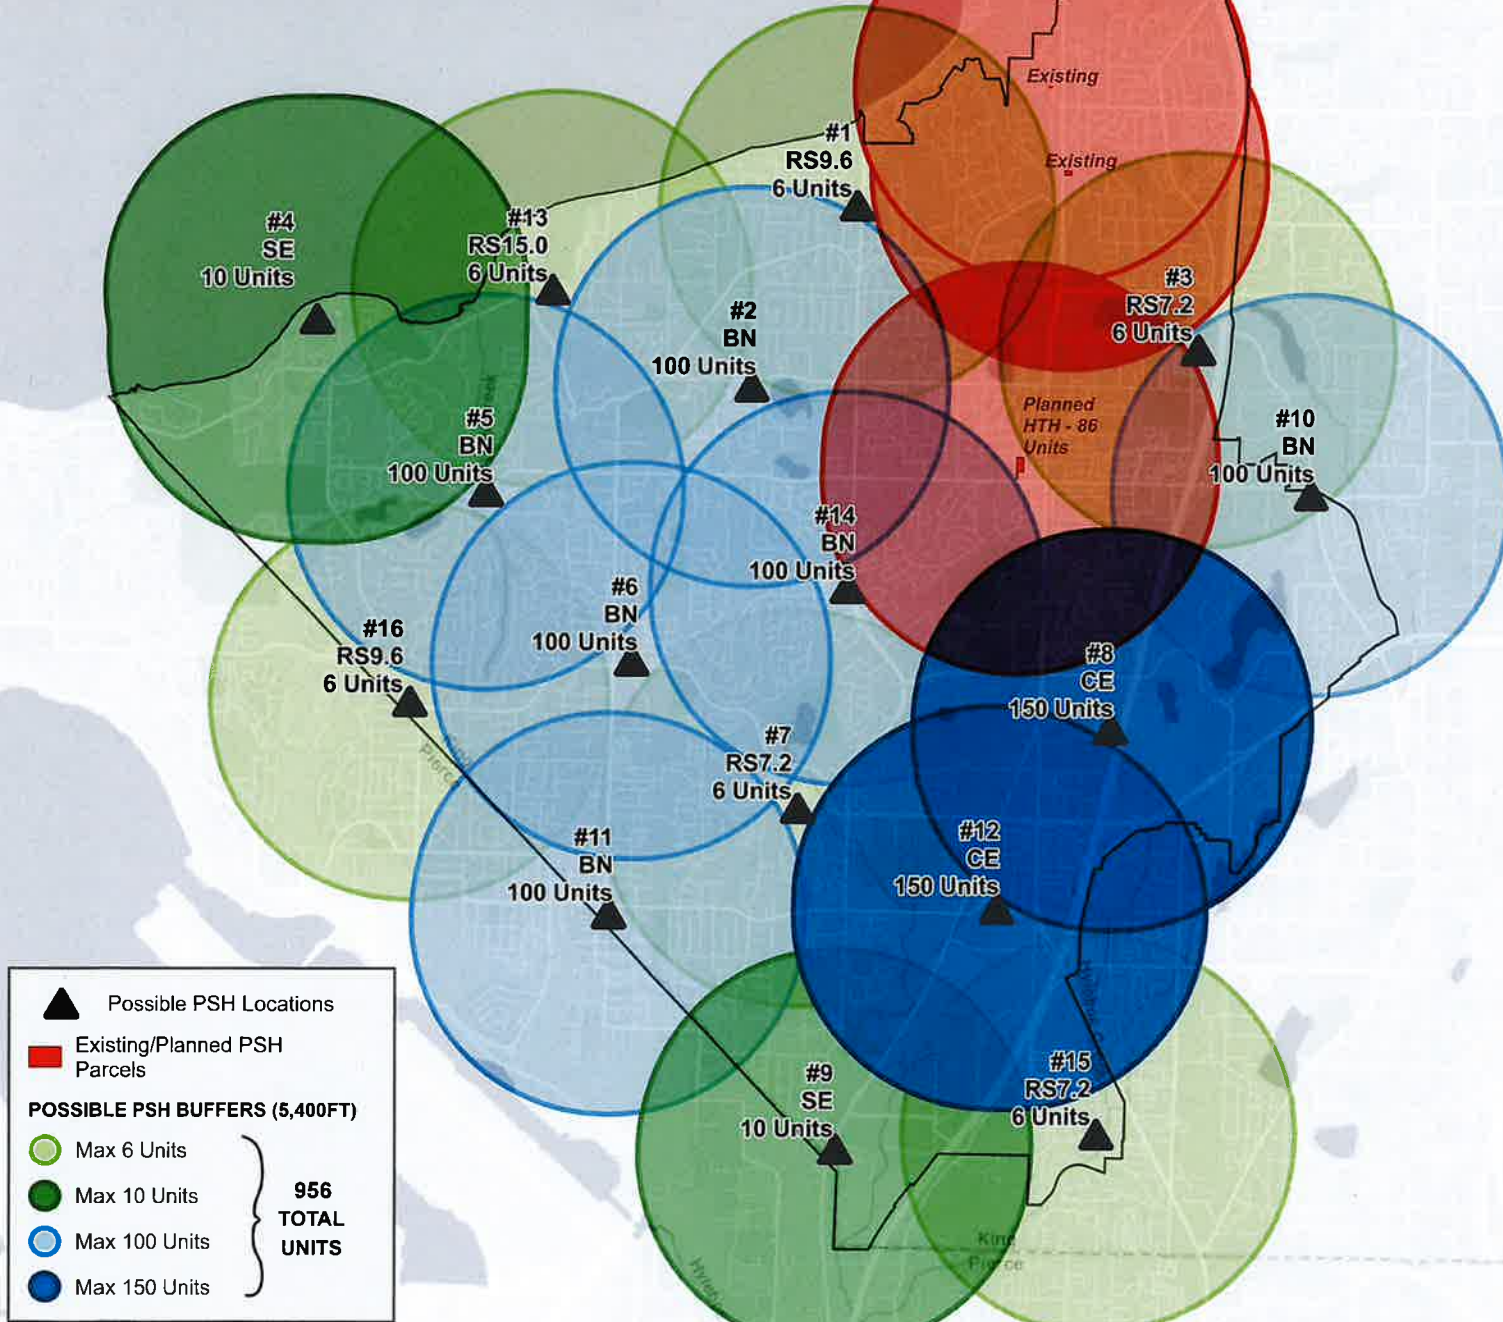 Existing
#1
RS9.6
6 Units
Existing
#4
SE
10 Units
#13
RS15.0
6 Units
#3
RS7.2
6 Units
#2
BN
100 Units
Planned
HTH - 86
Units
#5
BN
100 Units
#10
BN
100 Units
#14
BN
100 Units
#6
BN
100 Units
#16
RS9.6
6 Units
#8
CE
150 Units
#7
RS7.2
6 Units
Pierce
#11
BN
100 Units
#12
CE
150 Units
#9
SE
10 Units
#15
RS7.2
6 Units
King
Pierce
Possible PSH Locations
Existing/Planned PSH
Parcels
POSSIBLE PSH BUFFERS (5,400FT)
Max 6 Units
Max 10 Units
Max 100 Units
Max 150 Units
956
TOTAL
UNITS